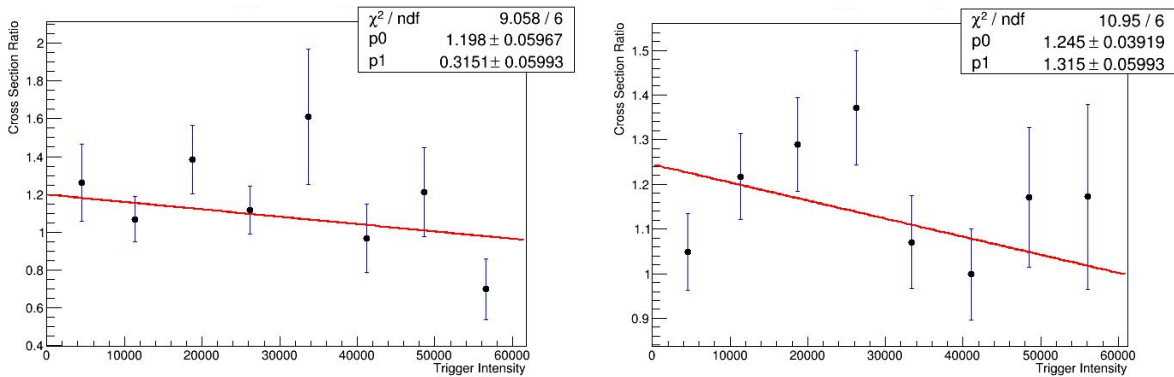 χ² / ndf 9.058 / 6
p0 1.198 ± 0.05967
p1 0.3151 ± 0.05993
Cross Section Ratio
2
1.8
1.6
1.4
1.2
1
0.8
0.6
0.4
0 10000 20000 30000 40000 50000 60000
Trigger Intensity
χ² / ndf 10.95 / 6
p0 1.245 ± 0.03919
p1 1.315 ± 0.05993
Cross Section Ratio
1.5
1.4
1.3
1.2
1.1
1
0.9
0 10000 20000 30000 40000 50000 60000
Trigger Intensity